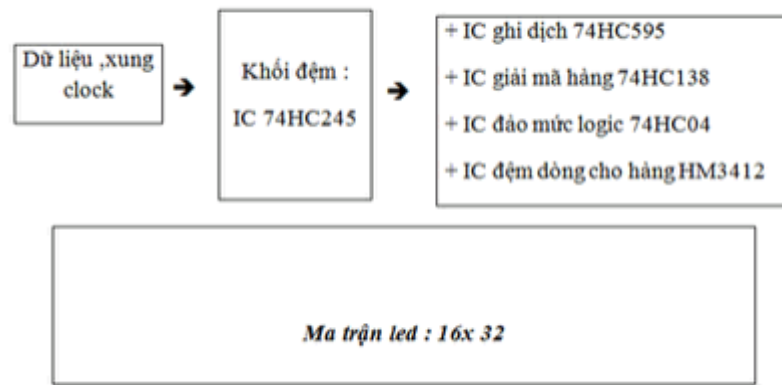 Dữ liệu ,xung
clock
Khối đệm :
IC 74HC245
+ IC ghi dịch 74HC595
+ IC giải mã hàng 74HC138
+ IC đảo mức logic 74HC04
+ IC đệm dòng cho hàng HM3412
Ma trận led : 16x 32